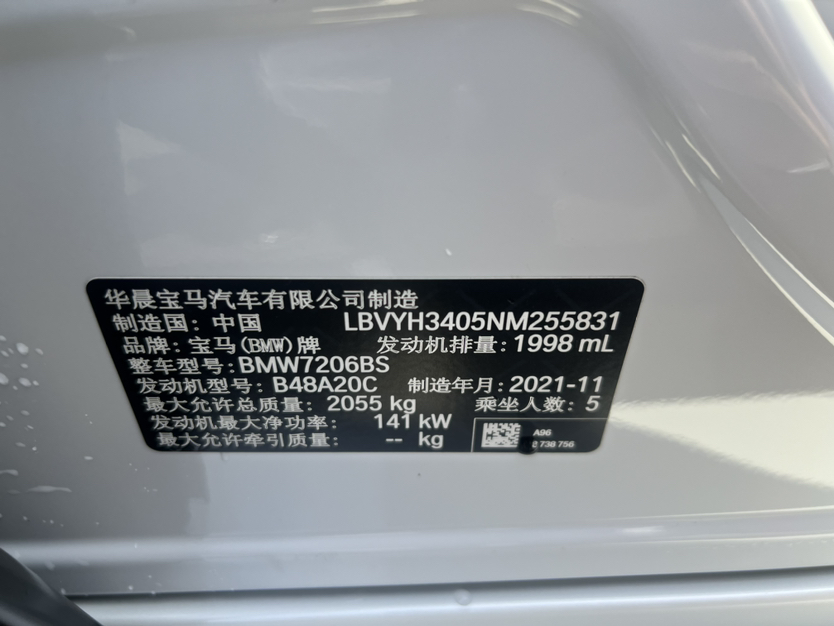 华晨宝马汽车有限公司制造
制造国: 中国 LBVYH3405NM255831
品牌: 宝马(BMW)牌 发动机排量: 1998 mL
整车型号: BMW7206BS
发动机型号: B48A20C 制造年月: 2021-11
最大允许总质量: 2055 kg 乘坐人数: 5
发动机最大净功率: 141 kW
最大允许牵引质量: -- kg
A96
738 756